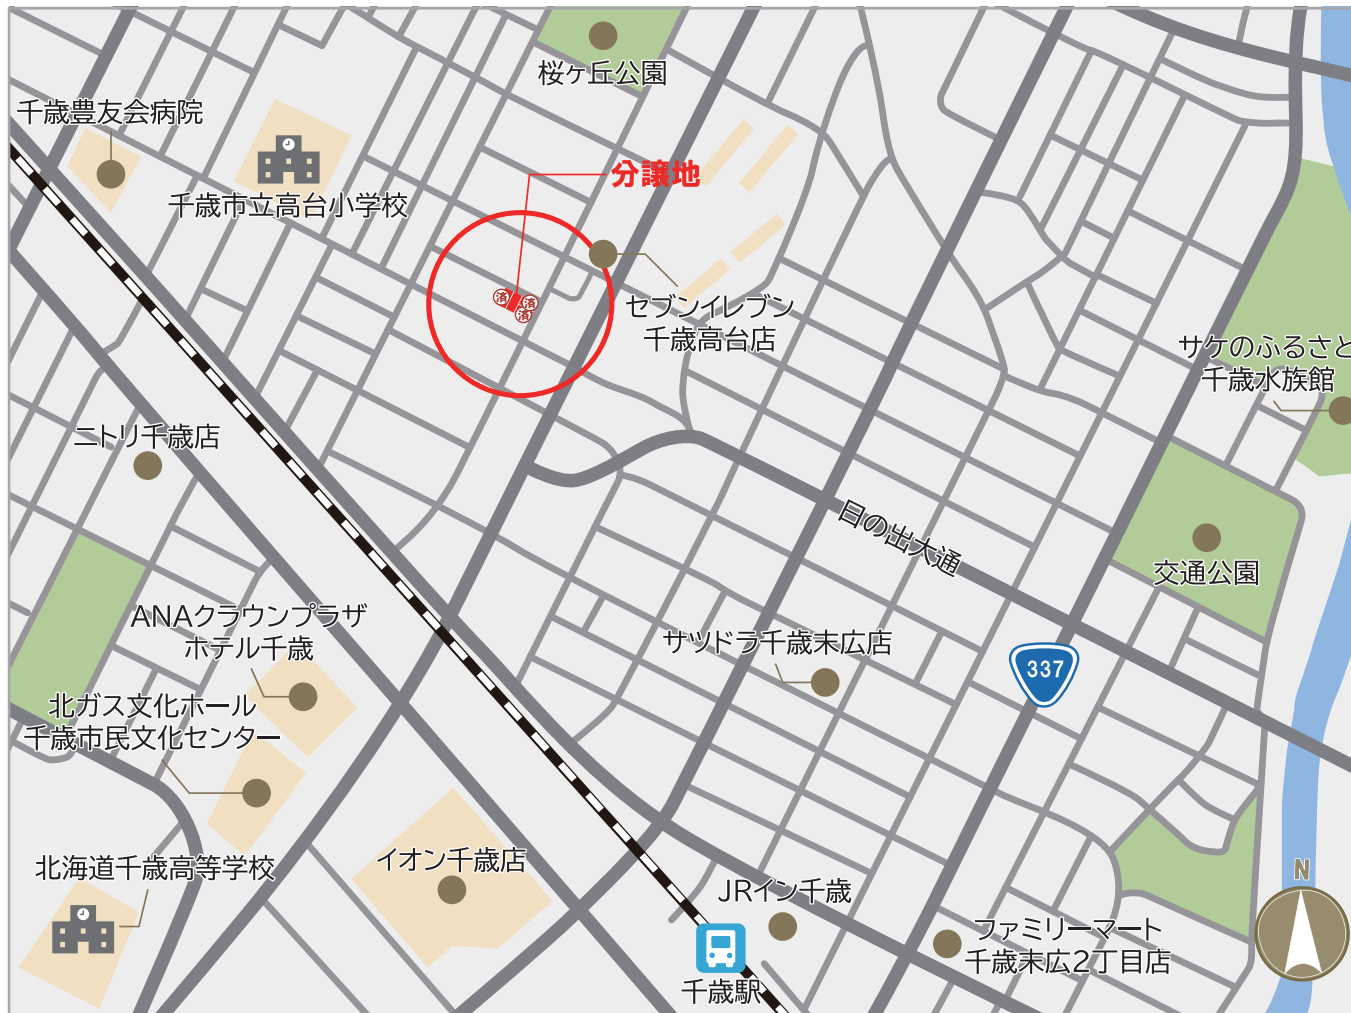 桜ヶ丘公園
千歳豊友会病院
分譲地
千歳市立高台小学校
済
済
済
セブンイレブン
千歳高台店
サケのふるさと
千歳水族館
ニトリ千歳店
日の出大通
交通公園
ANAクラウンプラザ
ホテル千歳
サツドラ千歳末広店
337
北ガス文化ホール
千歳市民文化センター
北海道千歳高等学校
イオン千歳店
JRイン千歳
N
ファミリーマート
千歳末広2丁目店
千歳駅